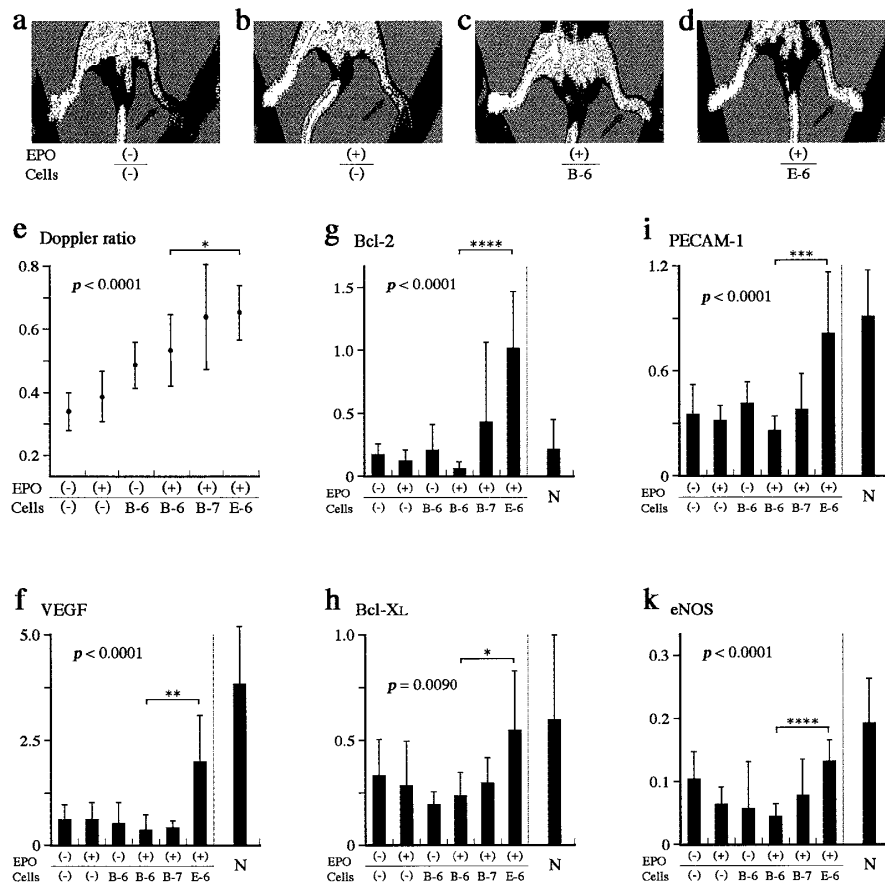 a b c d
EPO (-) (+) (+) (+)
Cells (-) (-) B-6 E-6
e Doppler ratio
*
p < 0.0001
0.8
0.6
0.4
0.2
EPO (-) (+) (-) (+) (+) (+)
Cells (-) (-) B-6 B-6 B-7 E-6
g Bcl-2
****
p < 0.0001
1.5
1.0
0.5
0
EPO (-) (+) (-) (+) (+) (+)
Cells (-) (-) B-6 B-6 B-7 E-6
N
i PECAM-1
***
1.2
p < 0.0001
0.6
0
EPO (-) (+) (-) (+) (+) (+)
Cells (-) (-) B-6 B-6 B-7 E-6
N
f VEGF
5.0
p < 0.0001
**
2.5
0
EPO (-) (+) (-) (+) (+) (+)
Cells (-) (-) B-6 B-6 B-7 E-6
N
h Bcl-XL
1.0
*
p = 0.0090
0.5
0
EPO (-) (+) (-) (+) (+) (+)
Cells (-) (-) B-6 B-6 B-7 E-6
N
k eNOS
0.3
p < 0.0001
0.2
****
0.1
0
EPO (-) (+) (-) (+) (+) (+)
Cells (-) (-) B-6 B-6 B-7 E-6
N